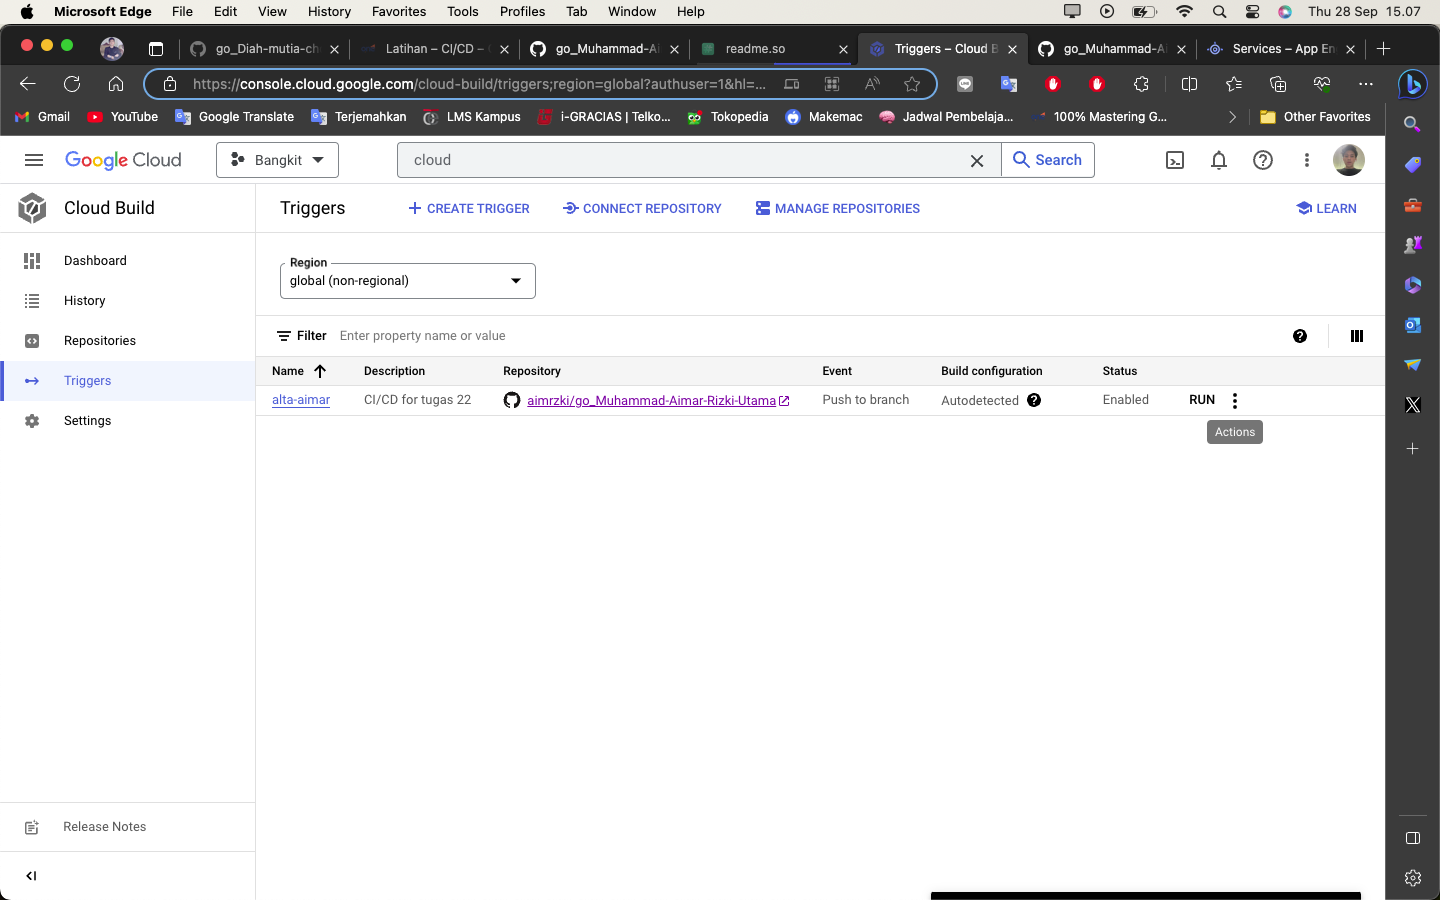 Microsoft Edge File Edit View History Favorites Tools Profiles Tab Window Help Thu 28 Sep 15.07
go_Diah-mutia-ch Latihan – CI/CD – go_Muhammad-Ai readme.so Triggers – Cloud B go_Muhammad-Ai Services – App En
https://console.cloud.google.com/cloud-build/triggers;region=global?authuser=1&hl=...
Gmail YouTube Google Translate Terjemahkan LMS Kampus i-GRACIAS | Telko... Tokopedia Makemac Jadwal Pembelaja... 100% Mastering G... Other Favorites
Google Cloud Bangkit cloud Search
Cloud Build Triggers CREATE TRIGGER CONNECT REPOSITORY MANAGE REPOSITORIES LEARN
Dashboard
History
Repositories
Triggers
Settings
Region
global (non-regional)
Filter Enter property name or value
Name Description Repository Event Build configuration Status
alta-aimar CI/CD for tugas 22 aimrzki/go_Muhammad-Aimar-Rizki-Utama Push to branch Autodetected Enabled RUN
Actions
Release Notes